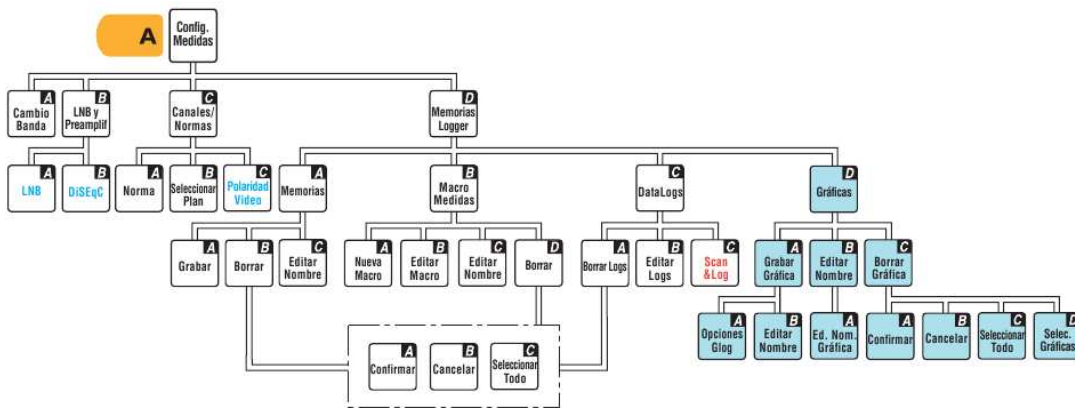 A
Config.
Medidas
A
Cambio
Banda
B
LNB y
Preamplif
C
Canales/
Normas
D
Memorias
Logger
A
LNB
B
DiSEqC
A
Norma
B
Seleccionar
Plan
C
Polaridad
Video
A
Memorias
B
Macro
Medidas
C
DataLogs
D
Gráficas
A
Grabar
B
Borrar
C
Editar
Nombre
A
Nueva
Macro
B
Editar
Macro
C
Editar
Nombre
D
Borrar
A
Borrar Logs
B
Editar
Logs
C
Scan
&Log
A
Grabar
Gráfica
B
Editar
Nombre
C
Borrar
Gráfica
A
Opciones
Glog
B
Editar
Nombre
A
Ed. Nom.
Gráfica
A
Confirmar
B
Cancelar
C
Seleccionar
Todo
D
Selec.
Gráficas
A
Confirmar
B
Cancelar
C
Seleccionar
Todo